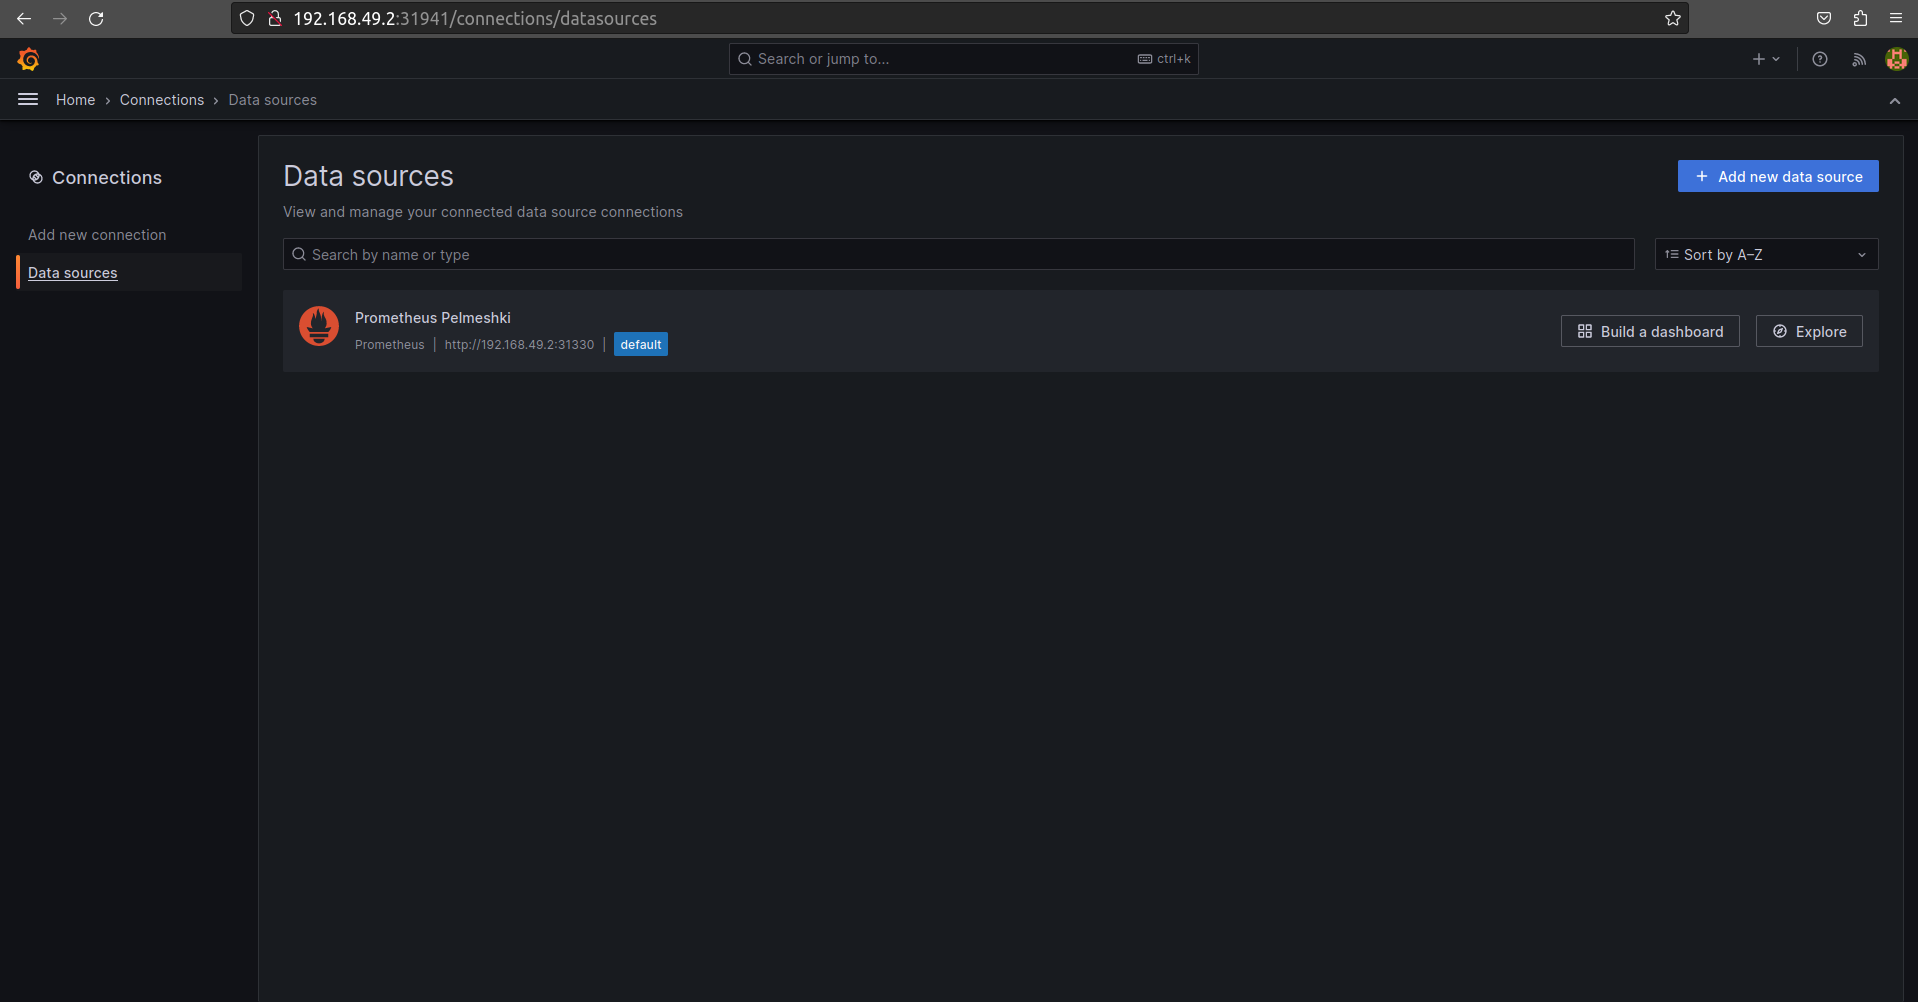 192.168.49.2:31941/connections/datasources
Search or jump to...
ctrl+k
Home › Connections › Data sources
Connections
Add new connection
Data sources
Data sources
Add new data source
View and manage your connected data source connections
Search by name or type
Sort by A–Z
Prometheus Pelmeshki
Prometheus | http://192.168.49.2:31330 | default
Build a dashboard
Explore